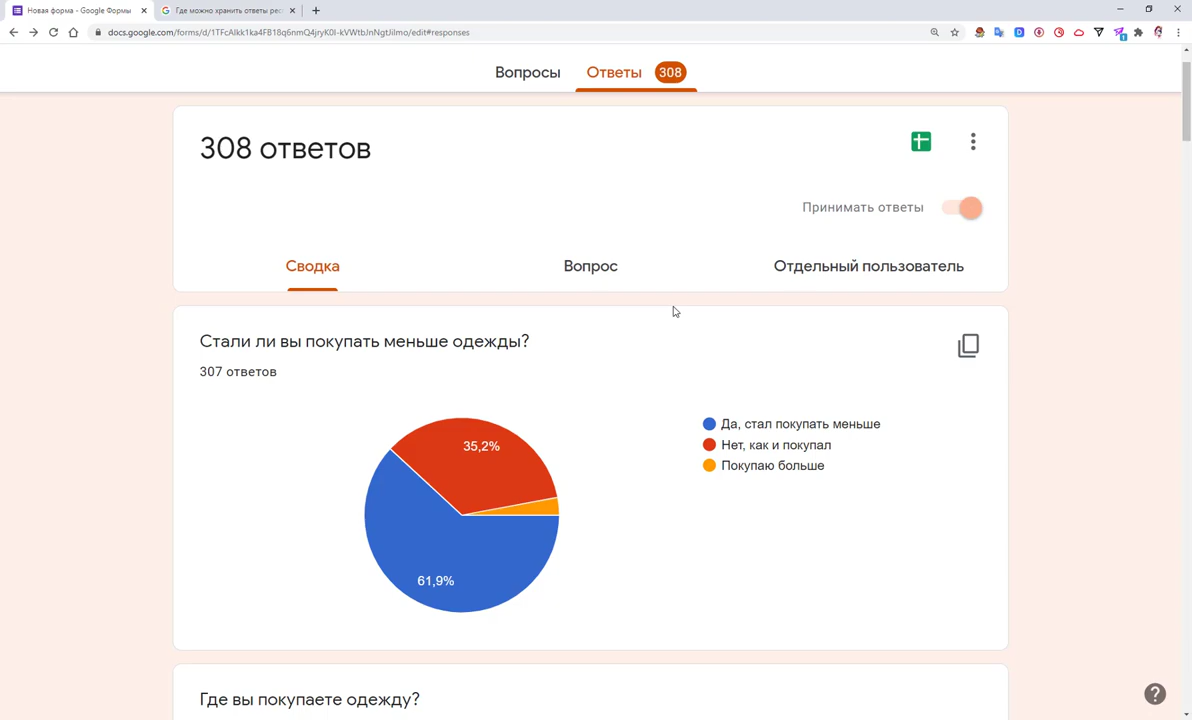 Новая форма - Google Формы
Где можно хранить ответы рес
docs.google.com/forms/d/1TFcAlkk1ka4FB18q6nmQ4jryK0I-kVWtbJnNgtJilmo/edit#responses
Вопросы
Ответы
308
308 ответов
Принимать ответы
Сводка
Вопрос
Отдельный пользователь
Стали ли вы покупать меньше одежды?
307 ответов
35,2%
61,9%
Да, стал покупать меньше
Нет, как и покупал
Покупаю больше
Где вы покупаете одежду?